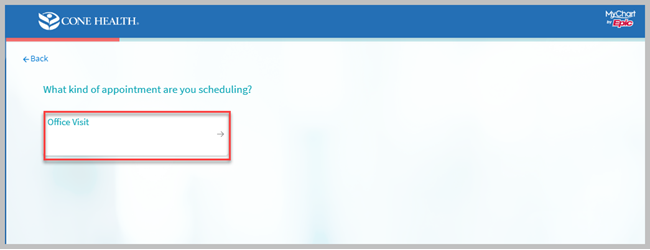 CONE HEALTH®
MyChart
by Epic
Back
What kind of appointment are you scheduling?
Office Visit